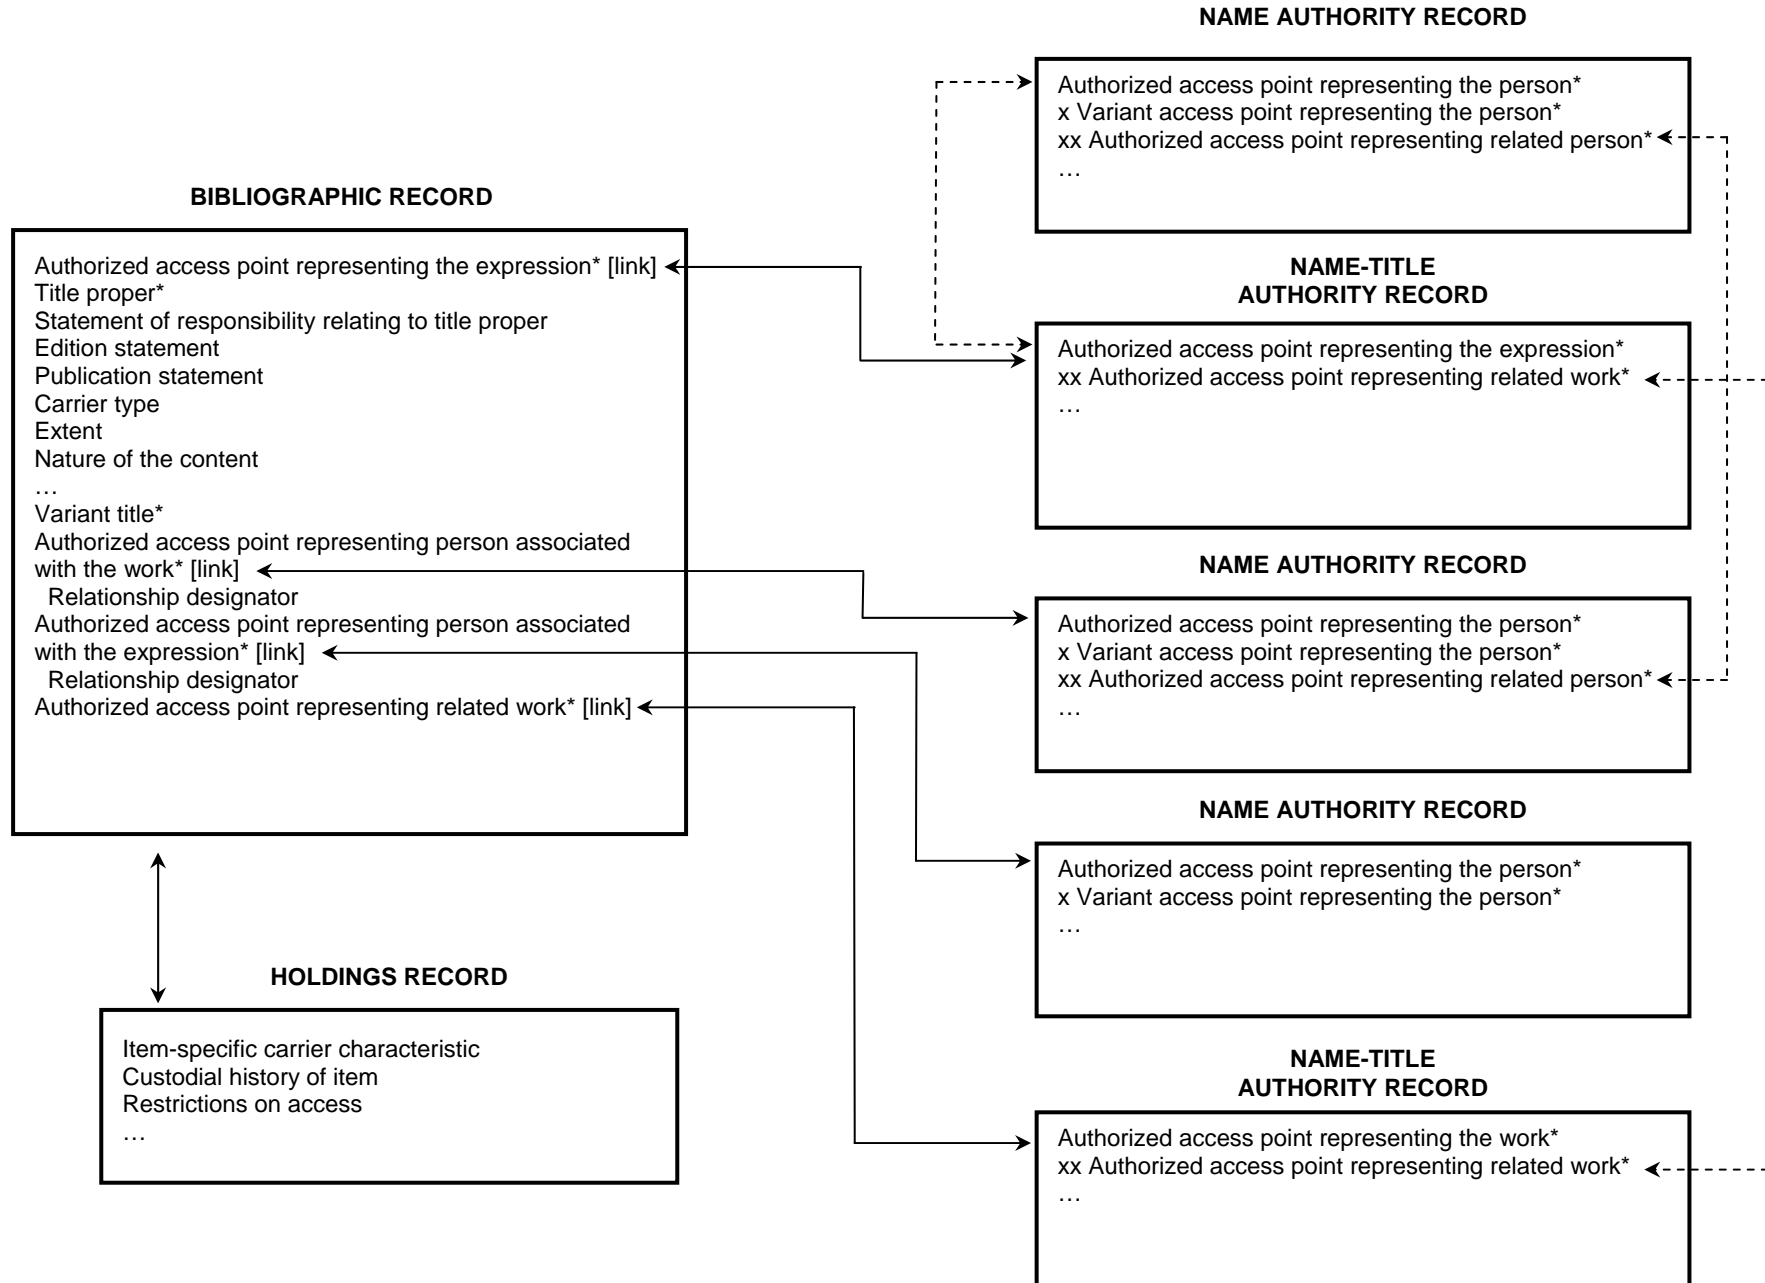 BIBLIOGRAPHIC RECORD
Authorized access point representing the expression* [link]
Title proper*
Statement of responsibility relating to title proper
Edition statement
Publication statement
Carrier type
Extent
Nature of the content
…
Variant title*
Authorized access point representing person associated
with the work* [link]
Relationship designator
Authorized access point representing person associated
with the expression* [link]
Relationship designator
Authorized access point representing related work* [link]
HOLDINGS RECORD
Item-specific carrier characteristic
Custodial history of item
Restrictions on access
…
NAME AUTHORITY RECORD
Authorized access point representing the person*
x Variant access point representing the person*
xx Authorized access point representing related person*
…
NAME-TITLE
AUTHORITY RECORD
Authorized access point representing the expression*
xx Authorized access point representing related work*
…
NAME AUTHORITY RECORD
Authorized access point representing the person*
x Variant access point representing the person*
xx Authorized access point representing related person*
…
NAME AUTHORITY RECORD
Authorized access point representing the person*
x Variant access point representing the person*
…
NAME-TITLE
AUTHORITY RECORD
Authorized access point representing the work*
xx Authorized access point representing related work*
…